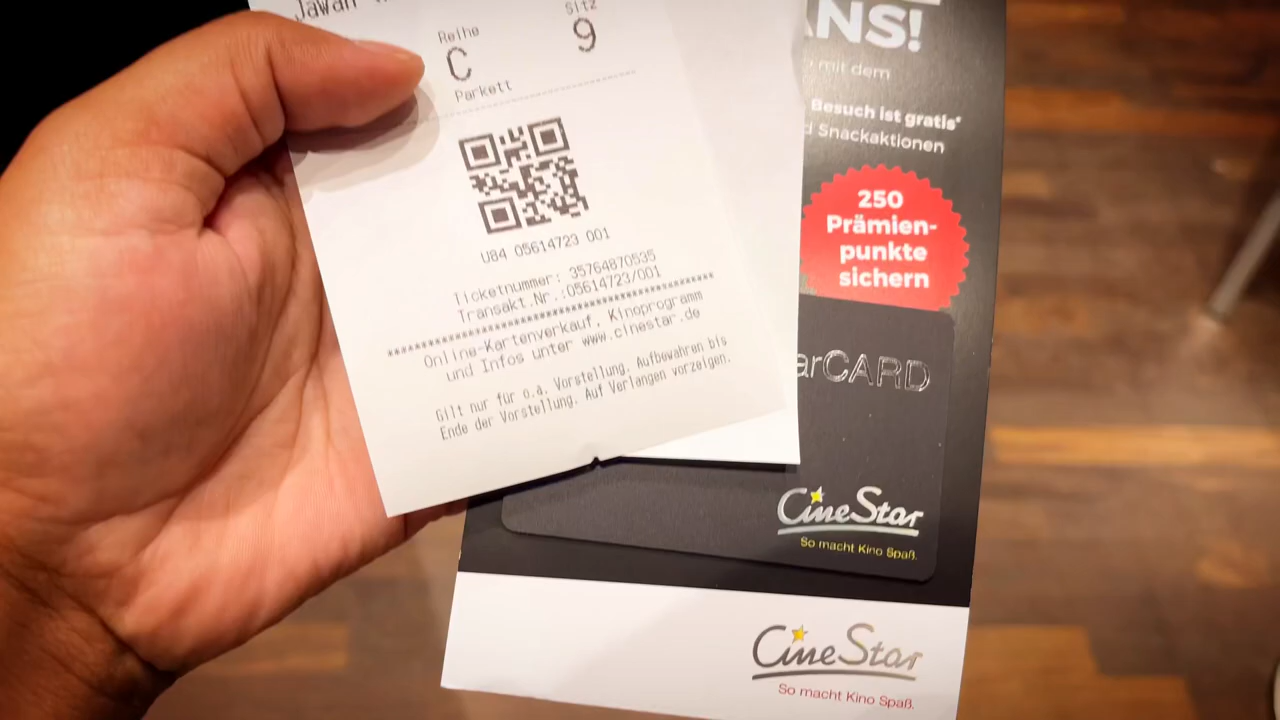 Jawan
Reihe
Sitz
C
9
Parkett
U84 05614723 001
Ticketnummer: 35764870535
Transakt.Nr.:05614723/001
Online-Kartenverkauf, Kinoprogramm
und Infos unter www.cinestar.de
Gilt nur für o.a. Vorstellung. Aufbewahren bis
Ende der Vorstellung. Auf Verlangen vorzeigen.
ANS!
mit dem
Besuch ist gratis*
d Snackaktionen
250
Prämien-
punkte
sichern
arCARD
CineStar
So macht Kino Spaß.
CineStar
So macht Kino Spaß.